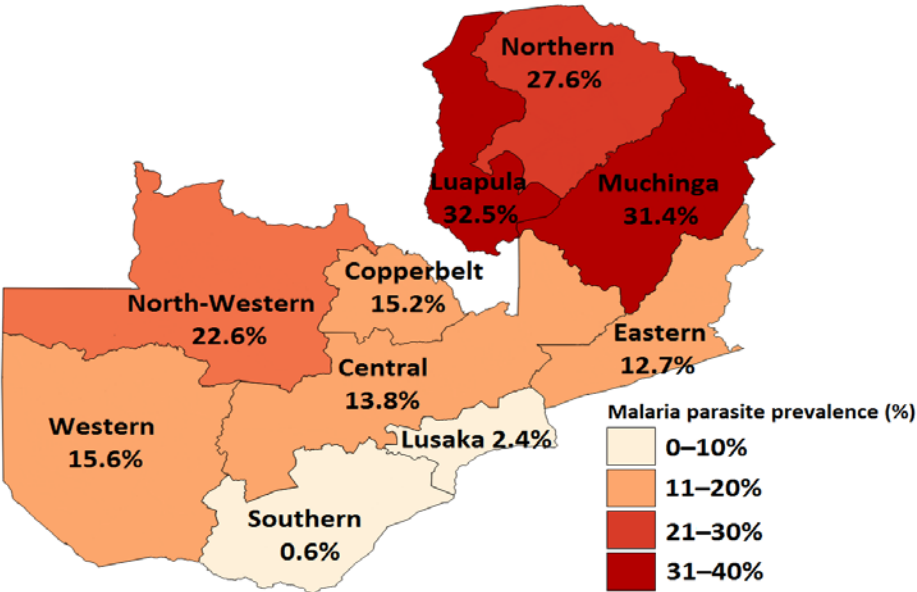 Northern
27.6%
Luapula
32.5%
Muchinga
31.4%
Copperbelt
15.2%
North-Western
22.6%
Eastern
12.7%
Central
13.8%
Western
15.6%
Lusaka 2.4%
Southern
0.6%
Malaria parasite prevalence (%)
0–10%
11–20%
21–30%
31–40%